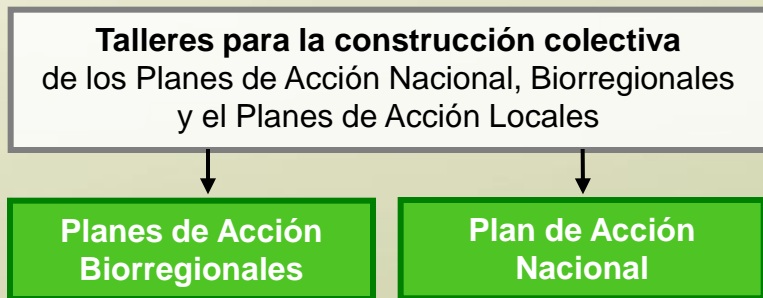 Talleres para la construcción colectiva
de los Planes de Acción Nacional, Biorregionales
y el Planes de Acción Locales
Planes de Acción
Biorregionales
Plan de Acción
Nacional